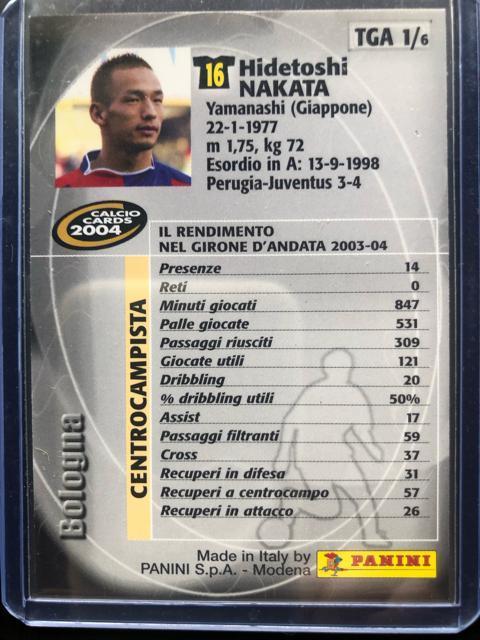 TGA 1/6
16 Hidetoshi
NAKATA
Yamanashi (Giappone)
22-1-1977
m 1,75, kg 72
Esordio in A: 13-9-1998
Perugia-Juventus 3-4
CALCIO
CARDS
2004
IL RENDIMENTO
NEL GIRONE D'ANDATA 2003-04
Presenze 14
Reti 0
Minuti giocati 847
Palle giocate 531
Passaggi riusciti 309
Giocate utili 121
Dribbling 20
% dribbling utili 50%
Assist 17
Passaggi filtranti 59
Cross 37
Recuperi in difesa 31
Recuperi a centrocampo 57
Recuperi in attacco 26
CENTROCAMPISTA
Bologna
Made in Italy by
PANINI S.p.A. - Modena
PANINI